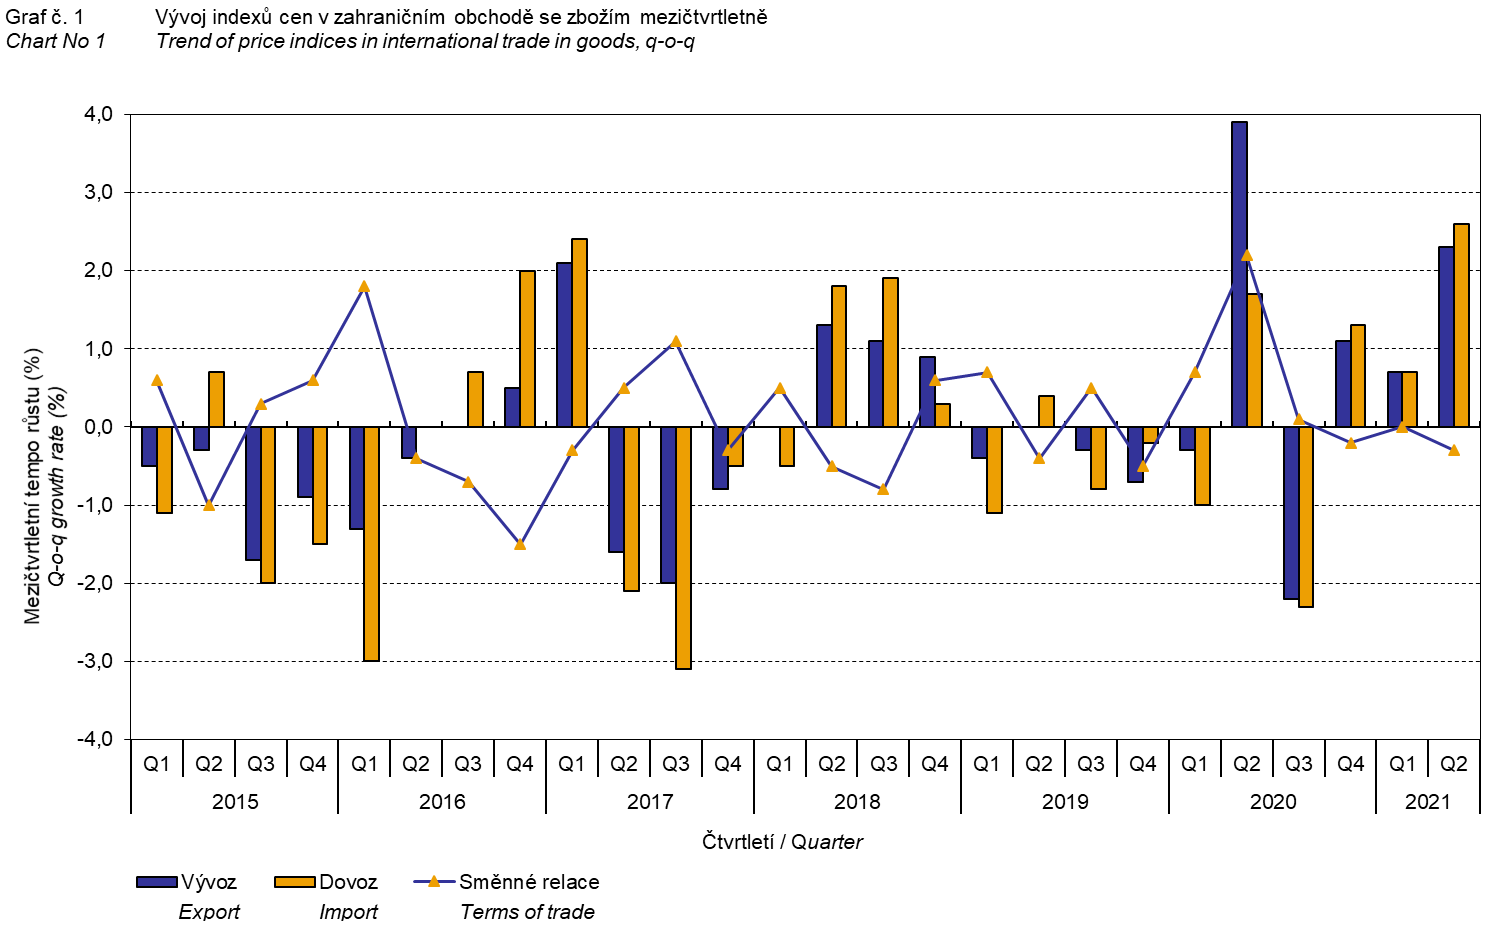 Graf č. 1 Vývoj indexů cen v zahraničním obchodě se zbožím mezičtvrtletně
Chart No 1 Trend of price indices in international trade in goods, q-o-q
Mezičtvrtletní tempo růstu (%)
Q-o-q growth rate (%)
4,0
3,0
2,0
1,0
0,0
-1,0
-2,0
-3,0
-4,0
Q1 Q2 Q3 Q4 Q1 Q2 Q3 Q4 Q1 Q2 Q3 Q4 Q1 Q2 Q3 Q4 Q1 Q2 Q3 Q4 Q1 Q2 Q3 Q4 Q1 Q2
2015 2016 2017 2018 2019 2020 2021
Čtvrtletí / Quarter
Vývoz Dovoz Směnné relace
Export Import Terms of trade